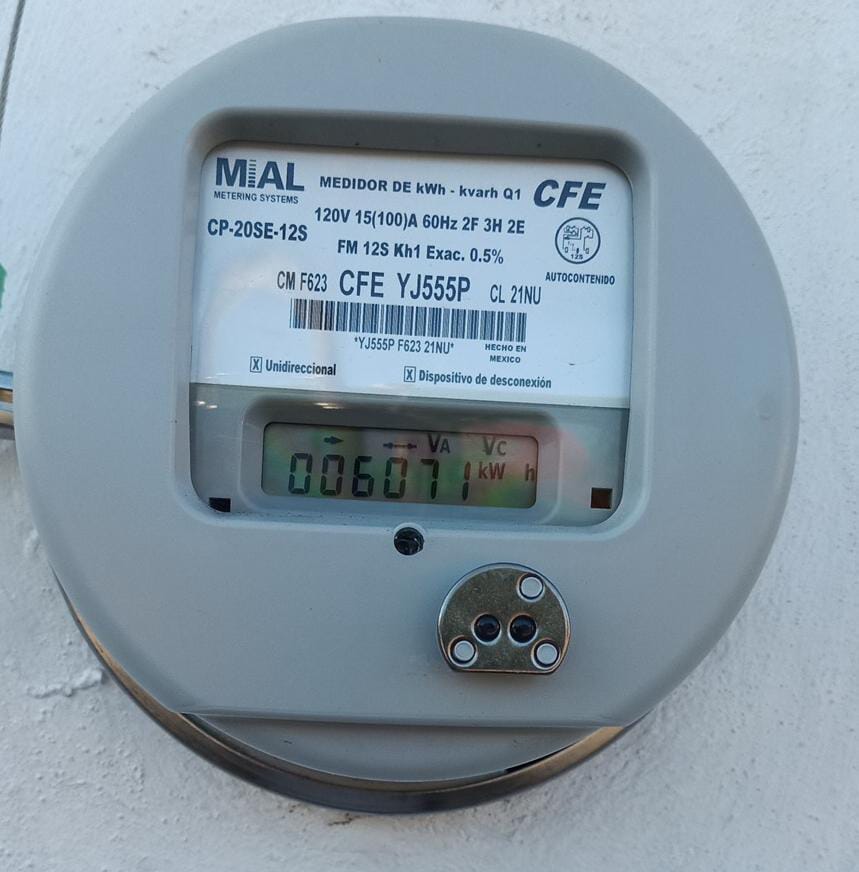 MIAL
METERING SYSTEMS
MEDIDOR DE kWh - kvarh Q1
CFE
CP-20SE-12S
120V 15(100)A 60Hz 2F 3H 2E
FM 12S Kh1 Exac. 0.5%
12S
AUTOCONTENIDO
CM F623 CFE YJ555P CL 21NU
*YJ555P F623 21NU*
HECHO EN
MEXICO
X Unidireccional
X Dispositivo de desconexión
VA VC
006071 kW h